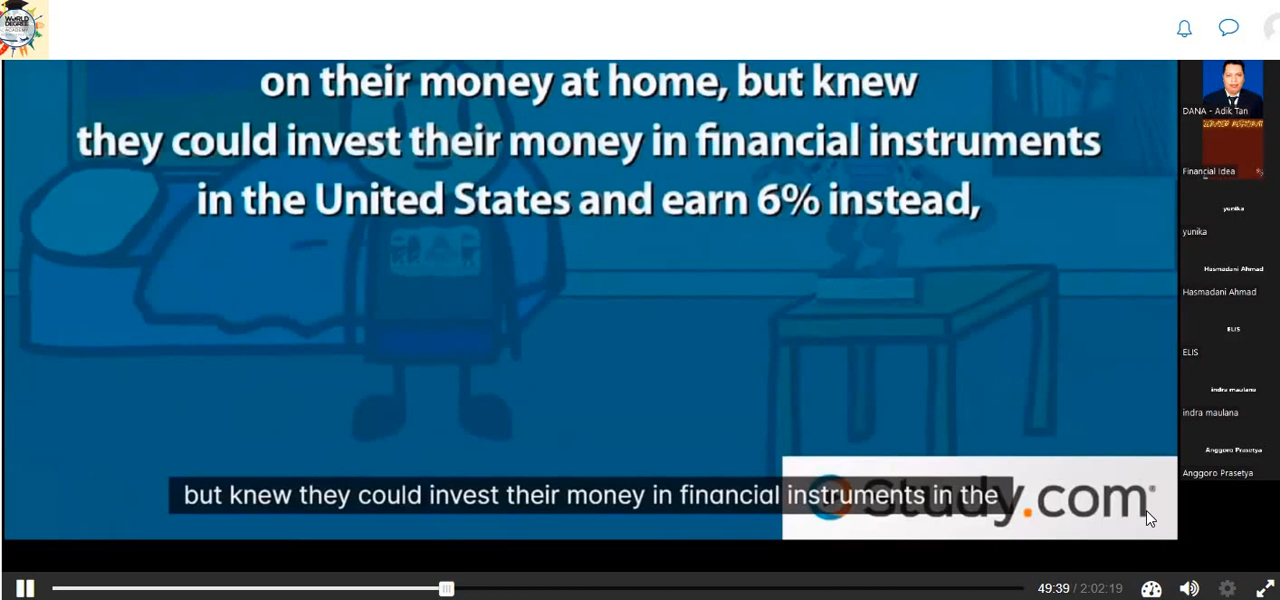 WORLD
DEGREE
ACADEMY
on their money at home, but knew
they could invest their money in financial instruments
in the United States and earn 6% instead,
but knew they could invest their money in financial instruments in the
Study.com
DANA - Adik Tan
Financial Idea
yunika
yunika
Hasmadani Ahmad
Hasmadani Ahmad
ELIS
ELIS
indra maulana
indra maulana
Anggoro Prasetya
Anggoro Prasetya
49:39 / 2:02:19